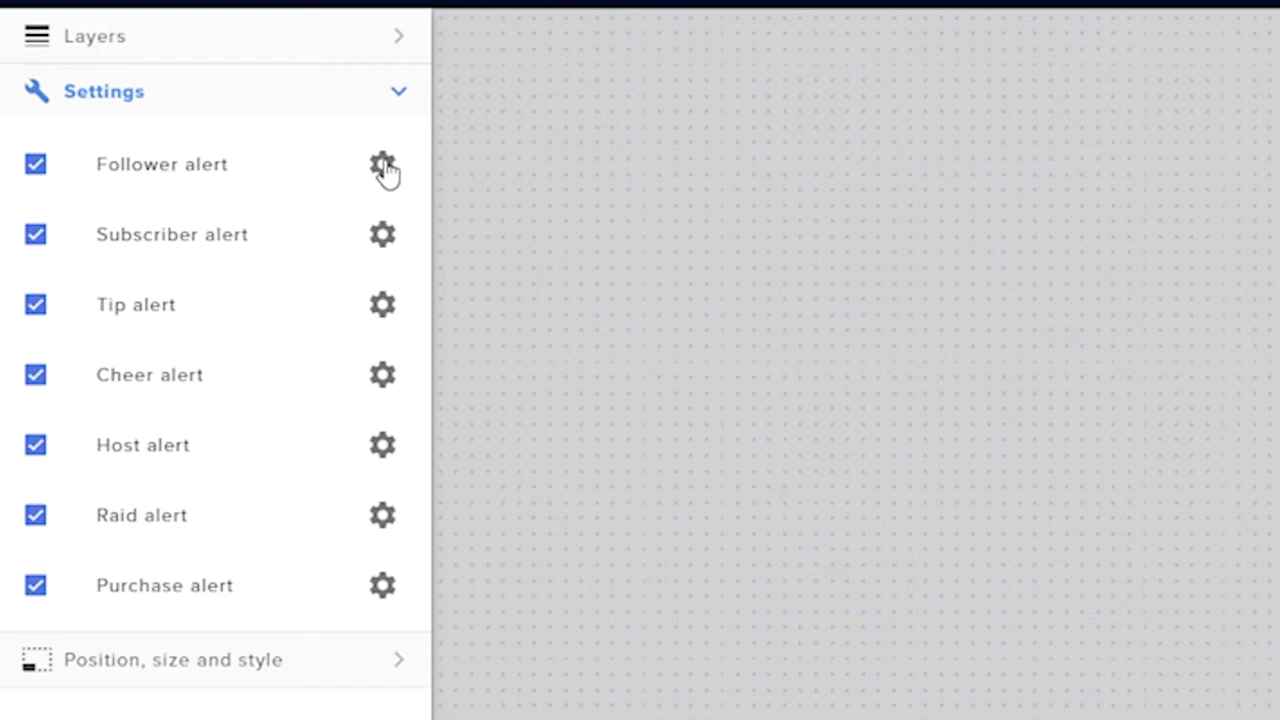 Layers
Settings
Follower alert
Subscriber alert
Tip alert
Cheer alert
Host alert
Raid alert
Purchase alert
Position, size and style